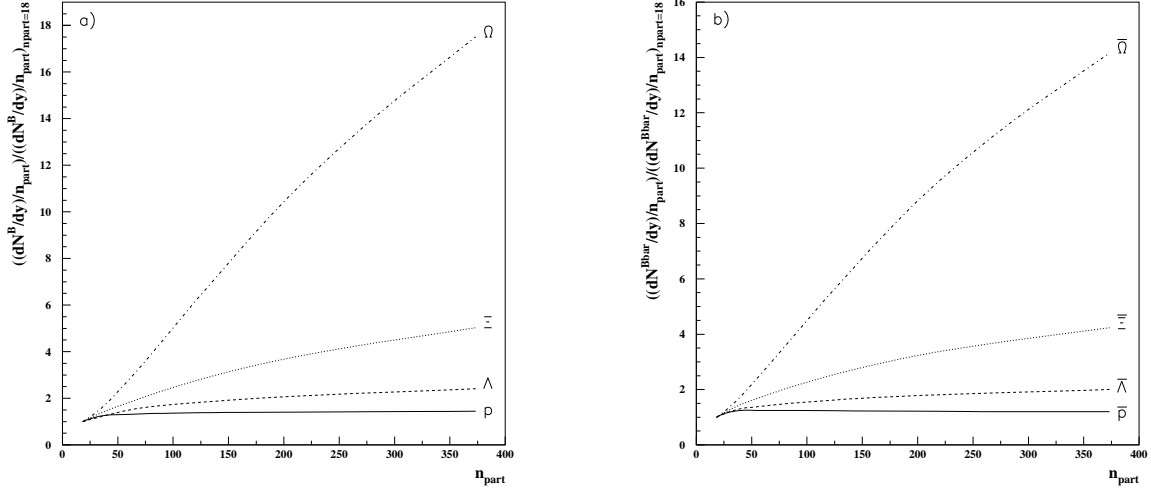 a)
((dN^B/dy)/n_part)/((dN^B/dy)/n_part)_npart=18
18
16
14
12
10
8
6
4
2
0
Ω
Ξ
Λ
p
0 50 100 150 200 250 300 350 400
n_part
b)
((dN^Bbar/dy)/n_part)/((dN^Bbar/dy)/n_part)_npart=18
16
14
12
10
8
6
4
2
0
Ω̅
Ξ̅
Λ̅
p̅
0 50 100 150 200 250 300 350 400
n_part